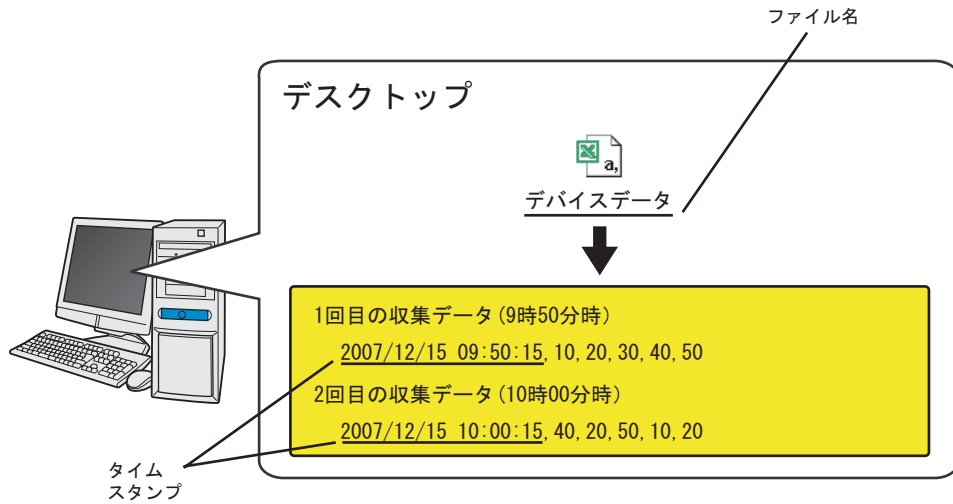 ファイル名
デスクトップ
a,
デバイスデータ
1回目の収集データ(9時50分時)
2007/12/15 09:50:15, 10, 20, 30, 40, 50
2回目の収集データ(10時00分時)
2007/12/15 10:00:15, 40, 20, 50, 10, 20
タイム
スタンプ